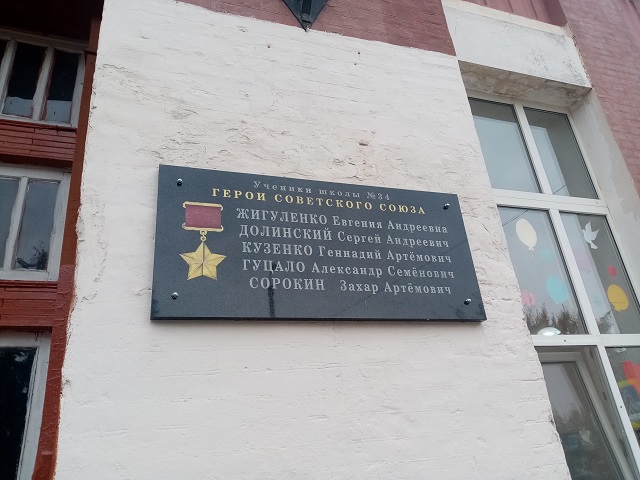 Ученики школы №34
ГЕРОИ СОВЕТСКОГО СОЮЗА
ЖИГУЛЕНКО Евгения Андреевна
ДОЛИНСКИЙ Сергей Андреевич
КУЗЕНКО Геннадий Артёмович
ГУЦАЛО Александр Семёнович
СОРОКИН Захар Артёмович